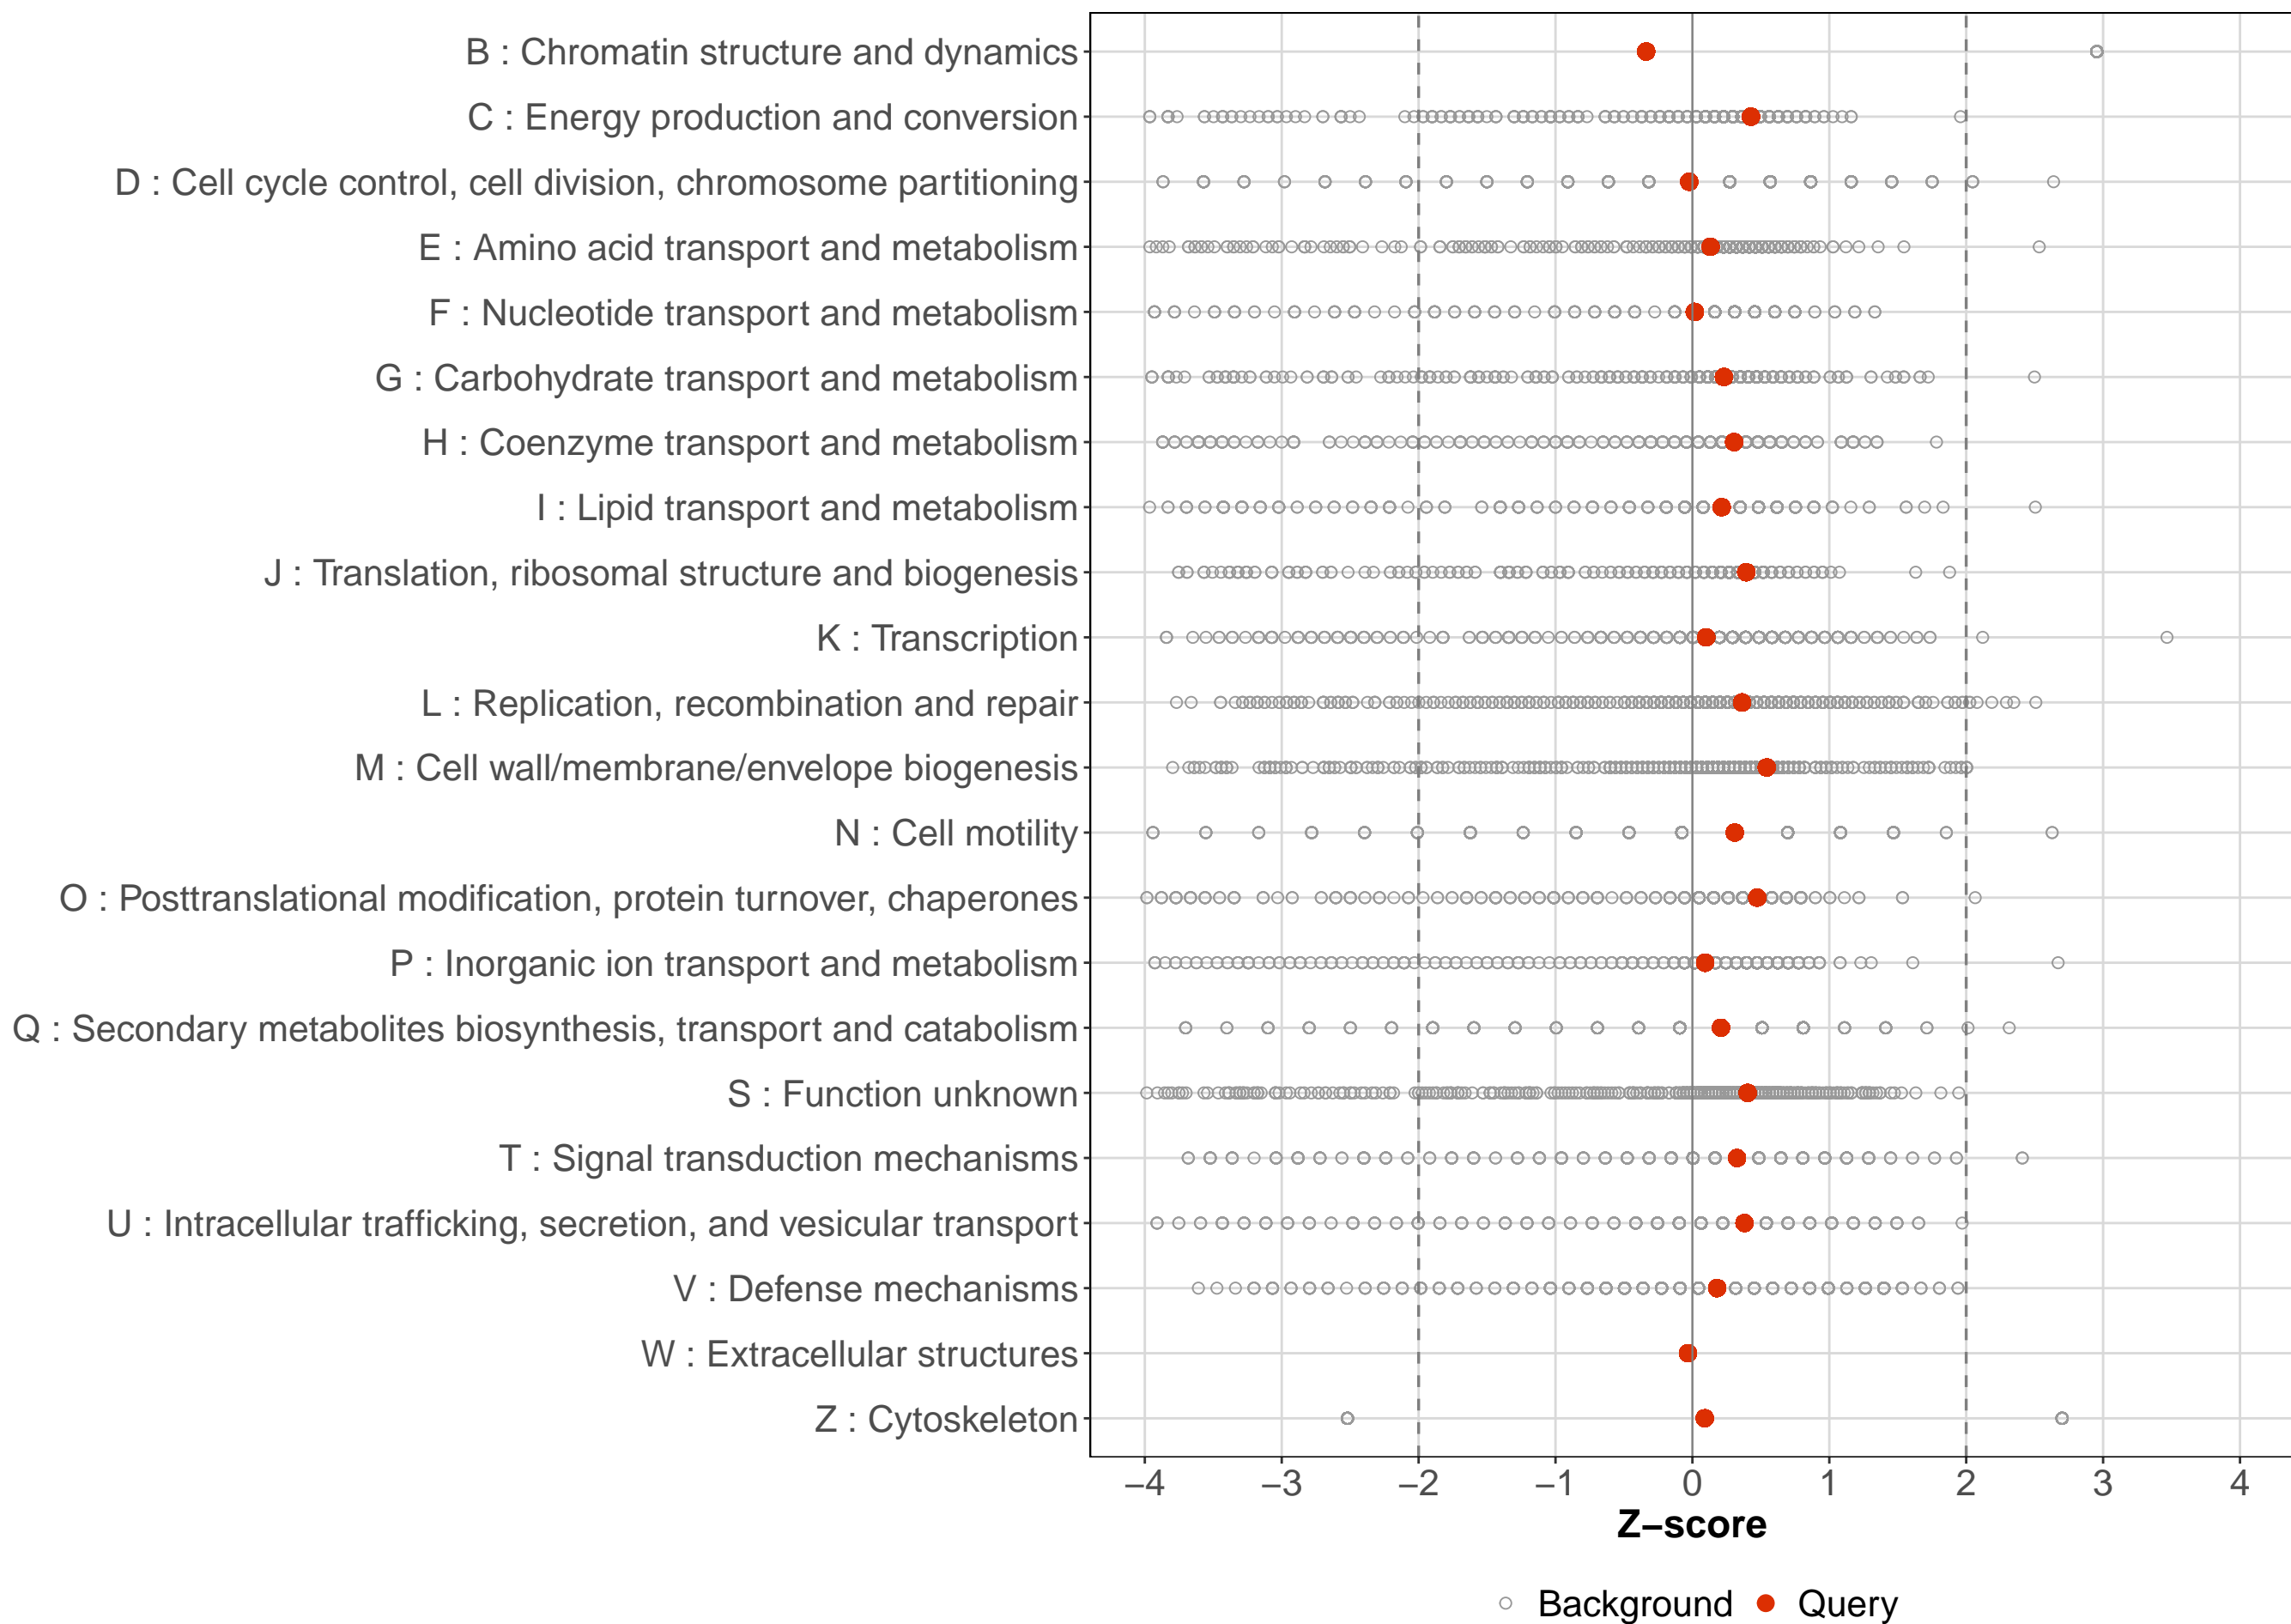 B : Chromatin structure and dynamics
C : Energy production and conversion
D : Cell cycle control, cell division, chromosome partitioning
E : Amino acid transport and metabolism
F : Nucleotide transport and metabolism
G : Carbohydrate transport and metabolism
H : Coenzyme transport and metabolism
I : Lipid transport and metabolism
J : Translation, ribosomal structure and biogenesis
K : Transcription
L : Replication, recombination and repair
M : Cell wall/membrane/envelope biogenesis
N : Cell motility
O : Posttranslational modification, protein turnover, chaperones
P : Inorganic ion transport and metabolism
Q : Secondary metabolites biosynthesis, transport and catabolism
S : Function unknown
T : Signal transduction mechanisms
U : Intracellular trafficking, secretion, and vesicular transport
V : Defense mechanisms
W : Extracellular structures
Z : Cytoskeleton
−4 −3 −2 −1 0 1 2 3 4
Z−score
Background Query